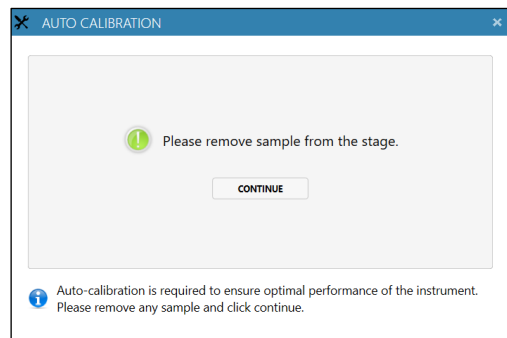 AUTO CALIBRATION
Please remove sample from the stage.
CONTINUE
Auto-calibration is required to ensure optimal performance of the instrument.
Please remove any sample and click continue.